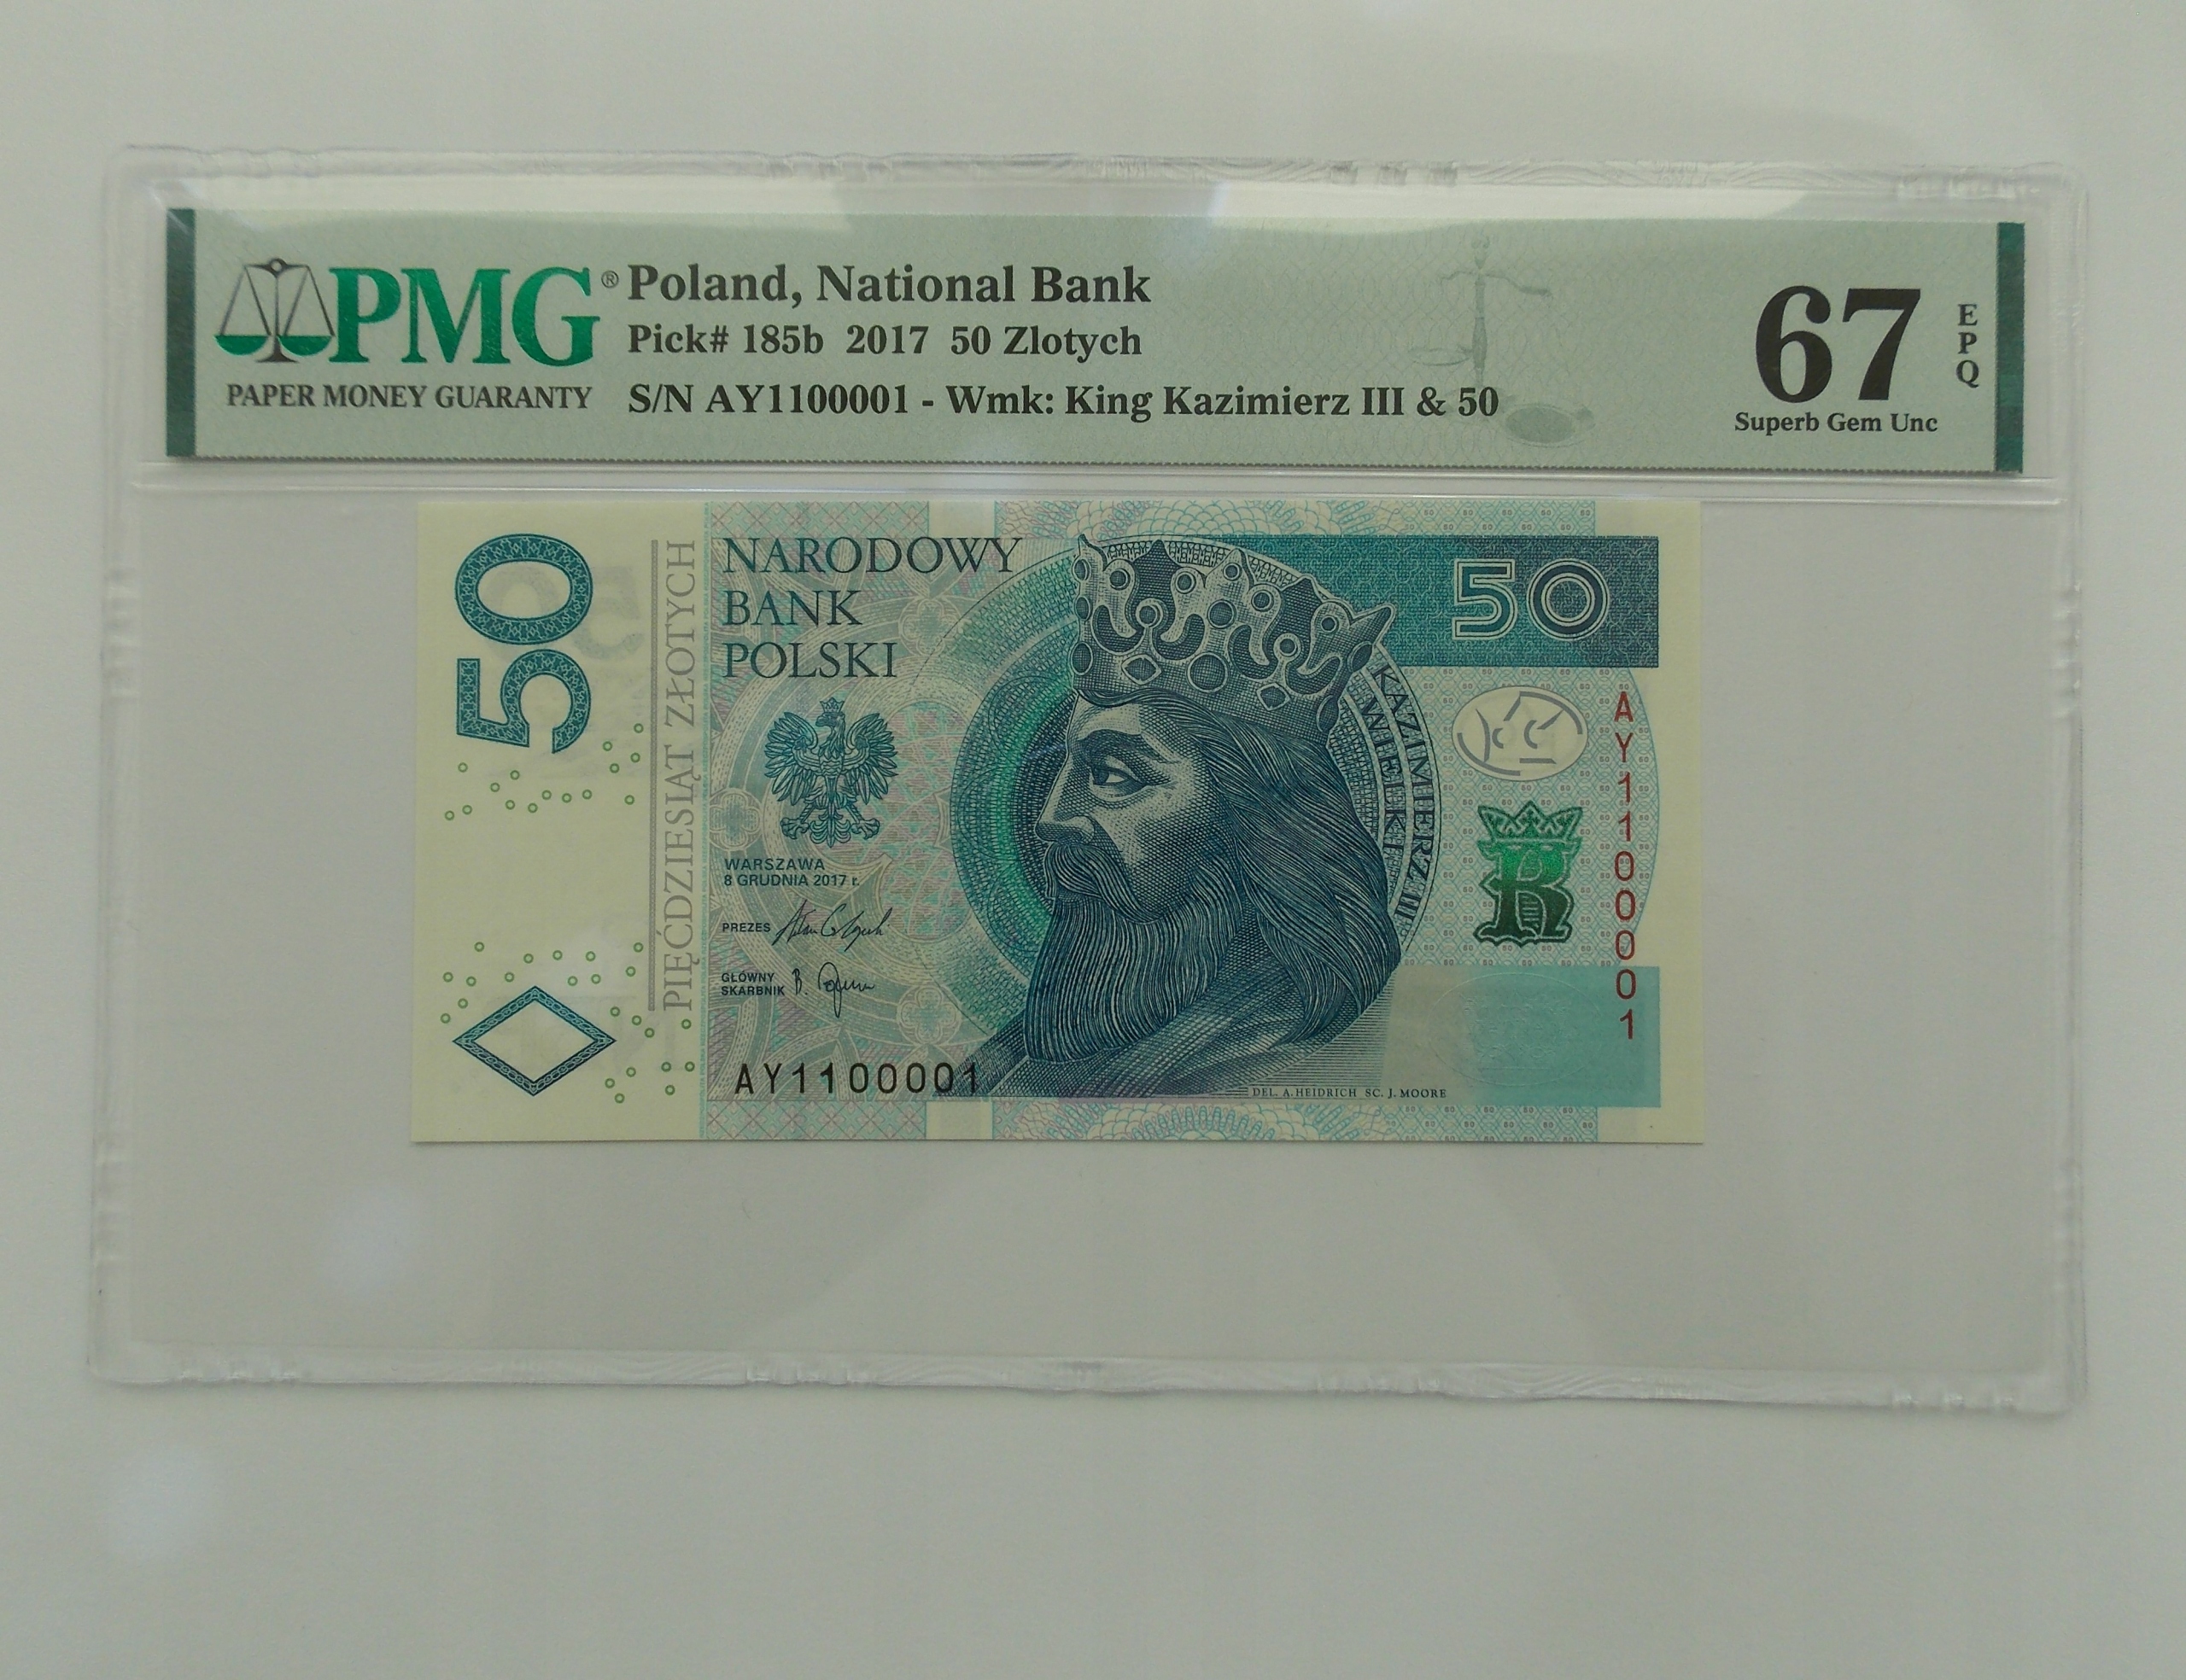 PMG®
PAPER MONEY GUARANTY
Poland, National Bank
Pick# 185b 2017 50 Zlotych
S/N AY1100001 - Wmk: King Kazimierz III & 50
67
EPQ
Superb Gem Unc
50
PIĘĆDZIESIĄT ZŁOTYCH
NARODOWY
BANK
POLSKI
WARSZAWA
8 GRUDNIA 2017 r.
PREZES
GŁÓWNY
SKARBNIK
AY1100001
KAZIMIERZ III
WIELKI
50
K
AY1100001
DEL. A. HEIDRICH SC. J. MOORE